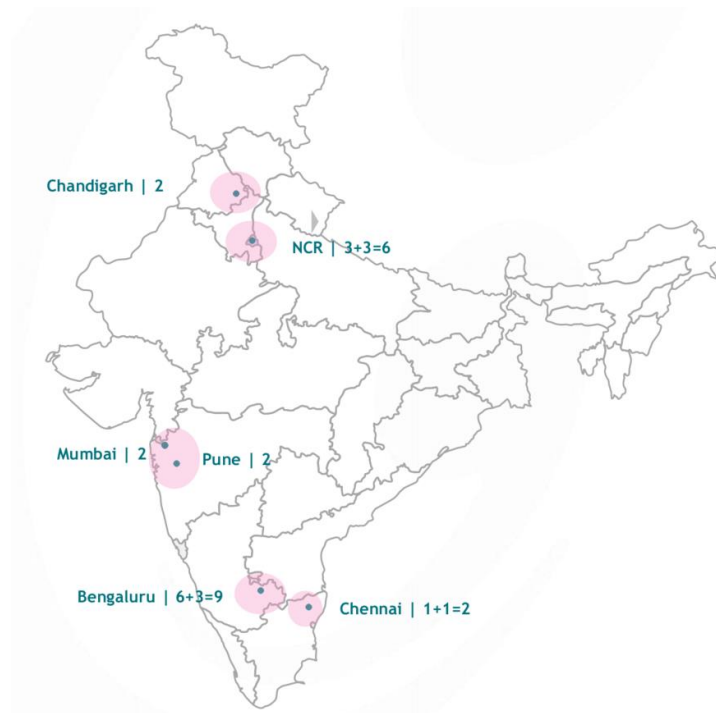 Chandigarh | 2
NCR | 3+3=6
Mumbai | 2
Pune | 2
Bengaluru | 6+3=9
Chennai | 1+1=2